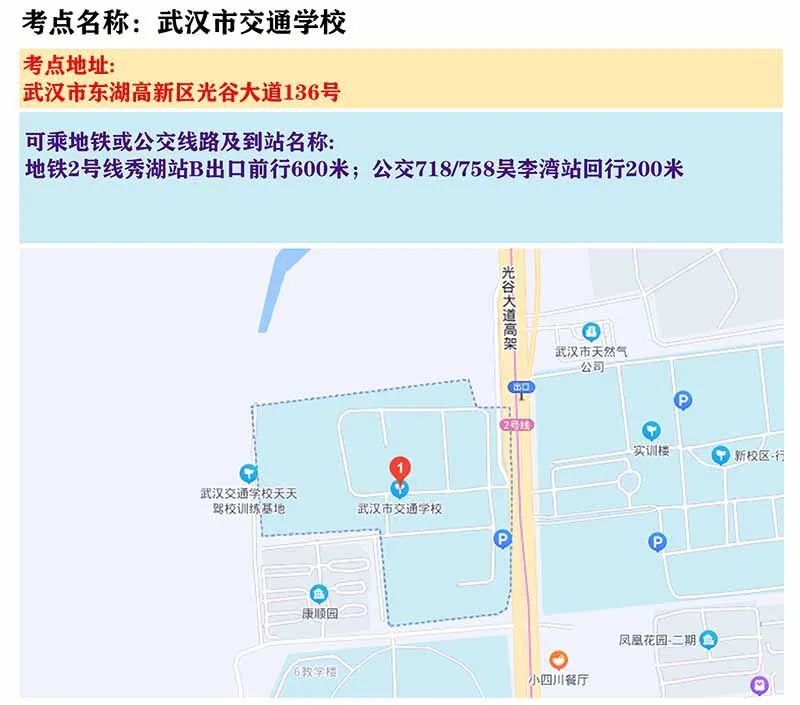 考点名称：武汉市交通学校
考点地址:
武汉市东湖高新区光谷大道136号
可乘地铁或公交线路及到站名称:
地铁2号线秀湖站B出口前行600米；公交718/758吴李湾站回行200米
光谷大道高架
武汉市天然气
公司
出口
2号线
P
实训楼
新校区-行
1
武汉交通学校天天
驾校训练基地
武汉市交通学校
P
P
康顺园
凤凰花园-二期
6教学楼
小四川餐厅